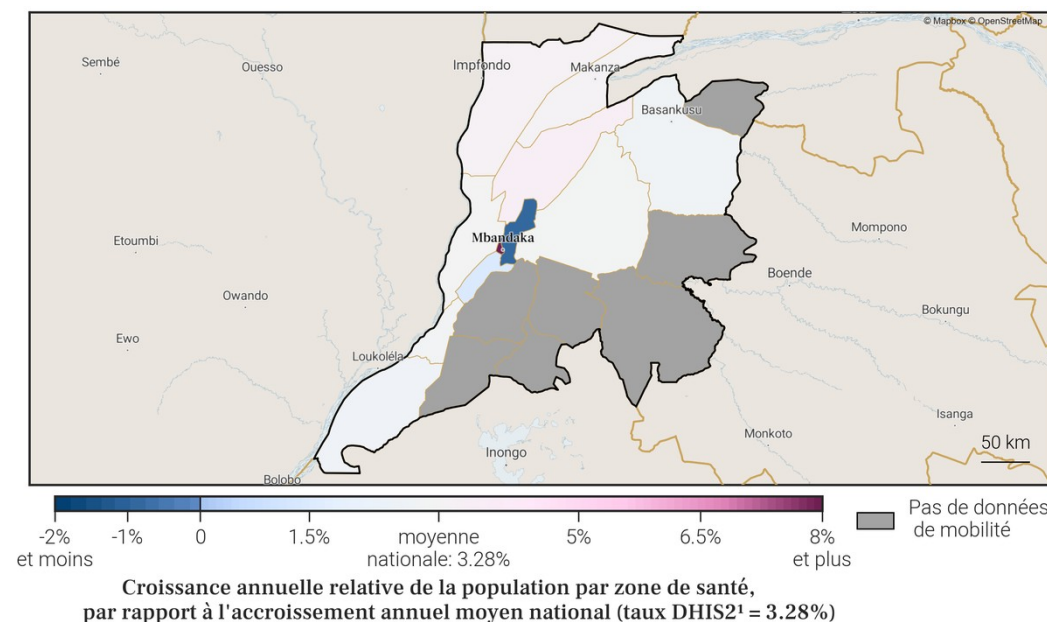 © Mapbox © OpenStreetMap
Sembé
Ouesso
Impfondo
Makanza
Basankusu
Mbandaka
Etoumbi
Mompono
Boende
Owando
Bokungu
Ewo
Loukoléla
Isanga
Monkoto
Inongo
50 km
Bolobo
-2%
et moins
-1%
0
1.5%
moyenne
nationale: 3.28%
5%
6.5%
8%
et plus
Pas de données
de mobilité
Croissance annuelle relative de la population par zone de santé,
par rapport à l'accroissement annuel moyen national (taux DHIS2¹ = 3.28%)